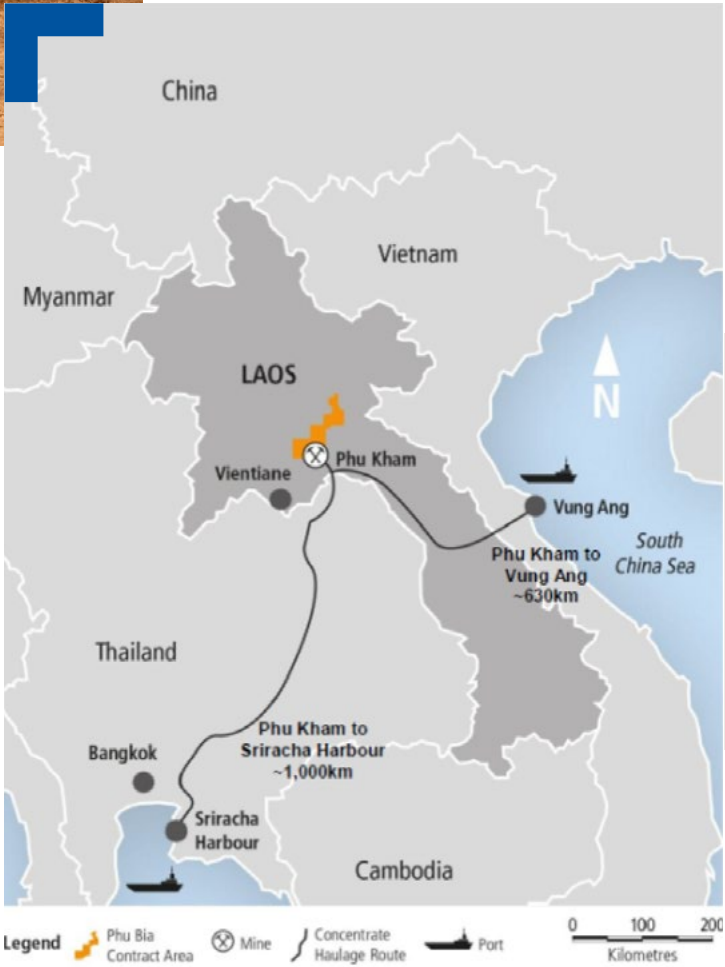 China
Vietnam
Myanmar
LAOS
N
Phu Kham
Vientiane
Vung Ang
South
China Sea
Phu Kham to
Vung Ang
~630km
Thailand
Phu Kham to
Sriracha Harbour
~1,000km
Bangkok
Sriracha
Harbour
Cambodia
Legend
Phu Bia
Contract Area
Mine
Concentrate
Haulage Route
Port
0 100 200
Kilometres